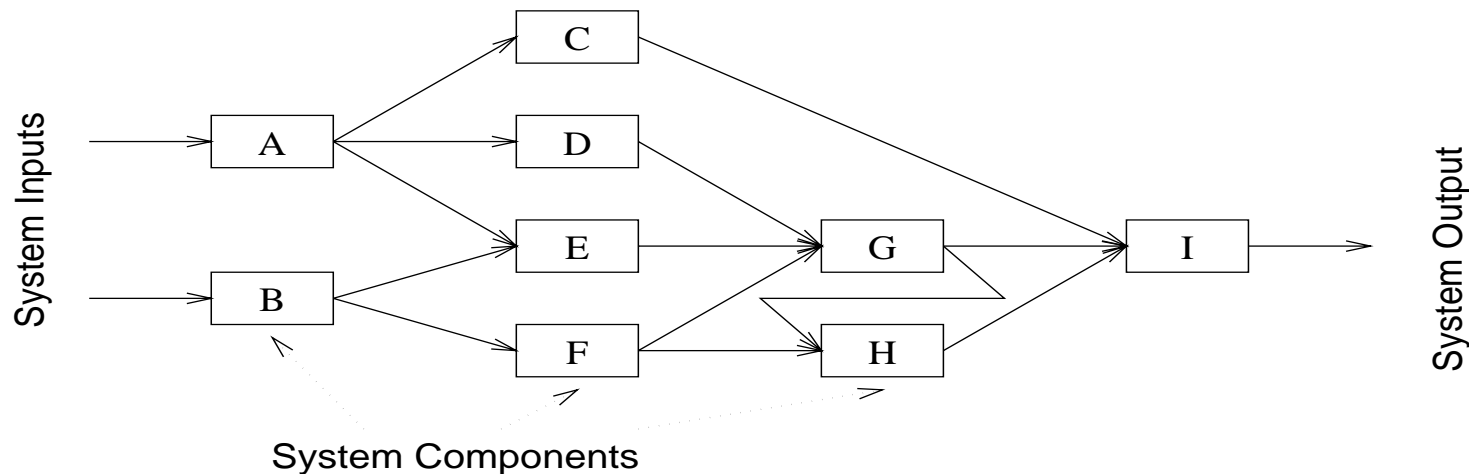 System Inputs
A
B
C
D
E
F
G
H
I
System Output
System Components